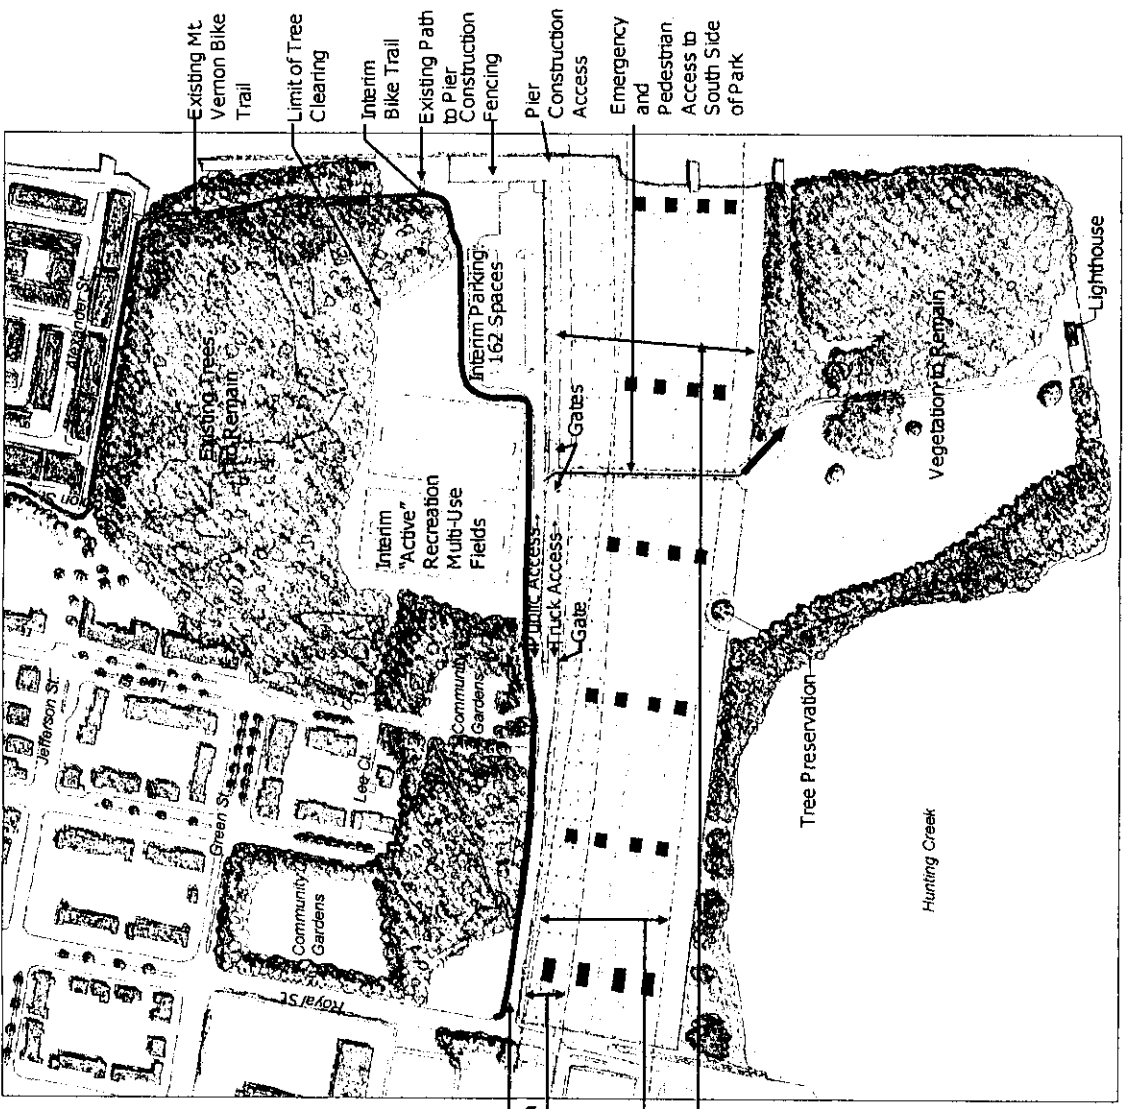 Existing Mt.
Vernon Bike
Trail
Limit of Tree
Clearing
Interim
Bike Trail
Existing Path
to Pier
Construction
Fencing
Pier
Construction
Access
Emergency
and
Pedestrian
Access to
South Side
of Park
Alexander St.
Existing Trees
To Remain
Interim Parking
162 Spaces
Gates
Interim
"Active"
Recreation
Multi-Use
Fields
Public Access
Truck Access
Gate
Vegetation to Remain
Lighthouse
Jefferson St.
Lee St.
Community
Gardens
Lee Ct.
Green St.
Community
Gardens
Royal St.
Tree Preservation
Hunting Creek